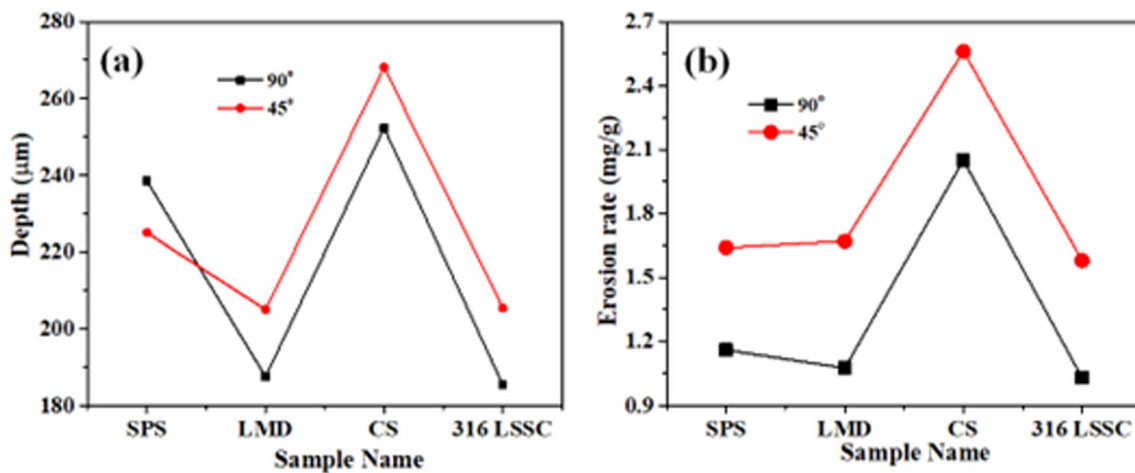 (a)
90°
45°
280
260
240
220
200
180
Depth (μm)
SPS LMD CS 316 LSSC
Sample Name
(b)
90°
45°
2.7
2.4
2.1
1.8
1.5
1.2
0.9
Erosion rate (mg/g)
SPS LMD CS 316 LSSC
Sample Name